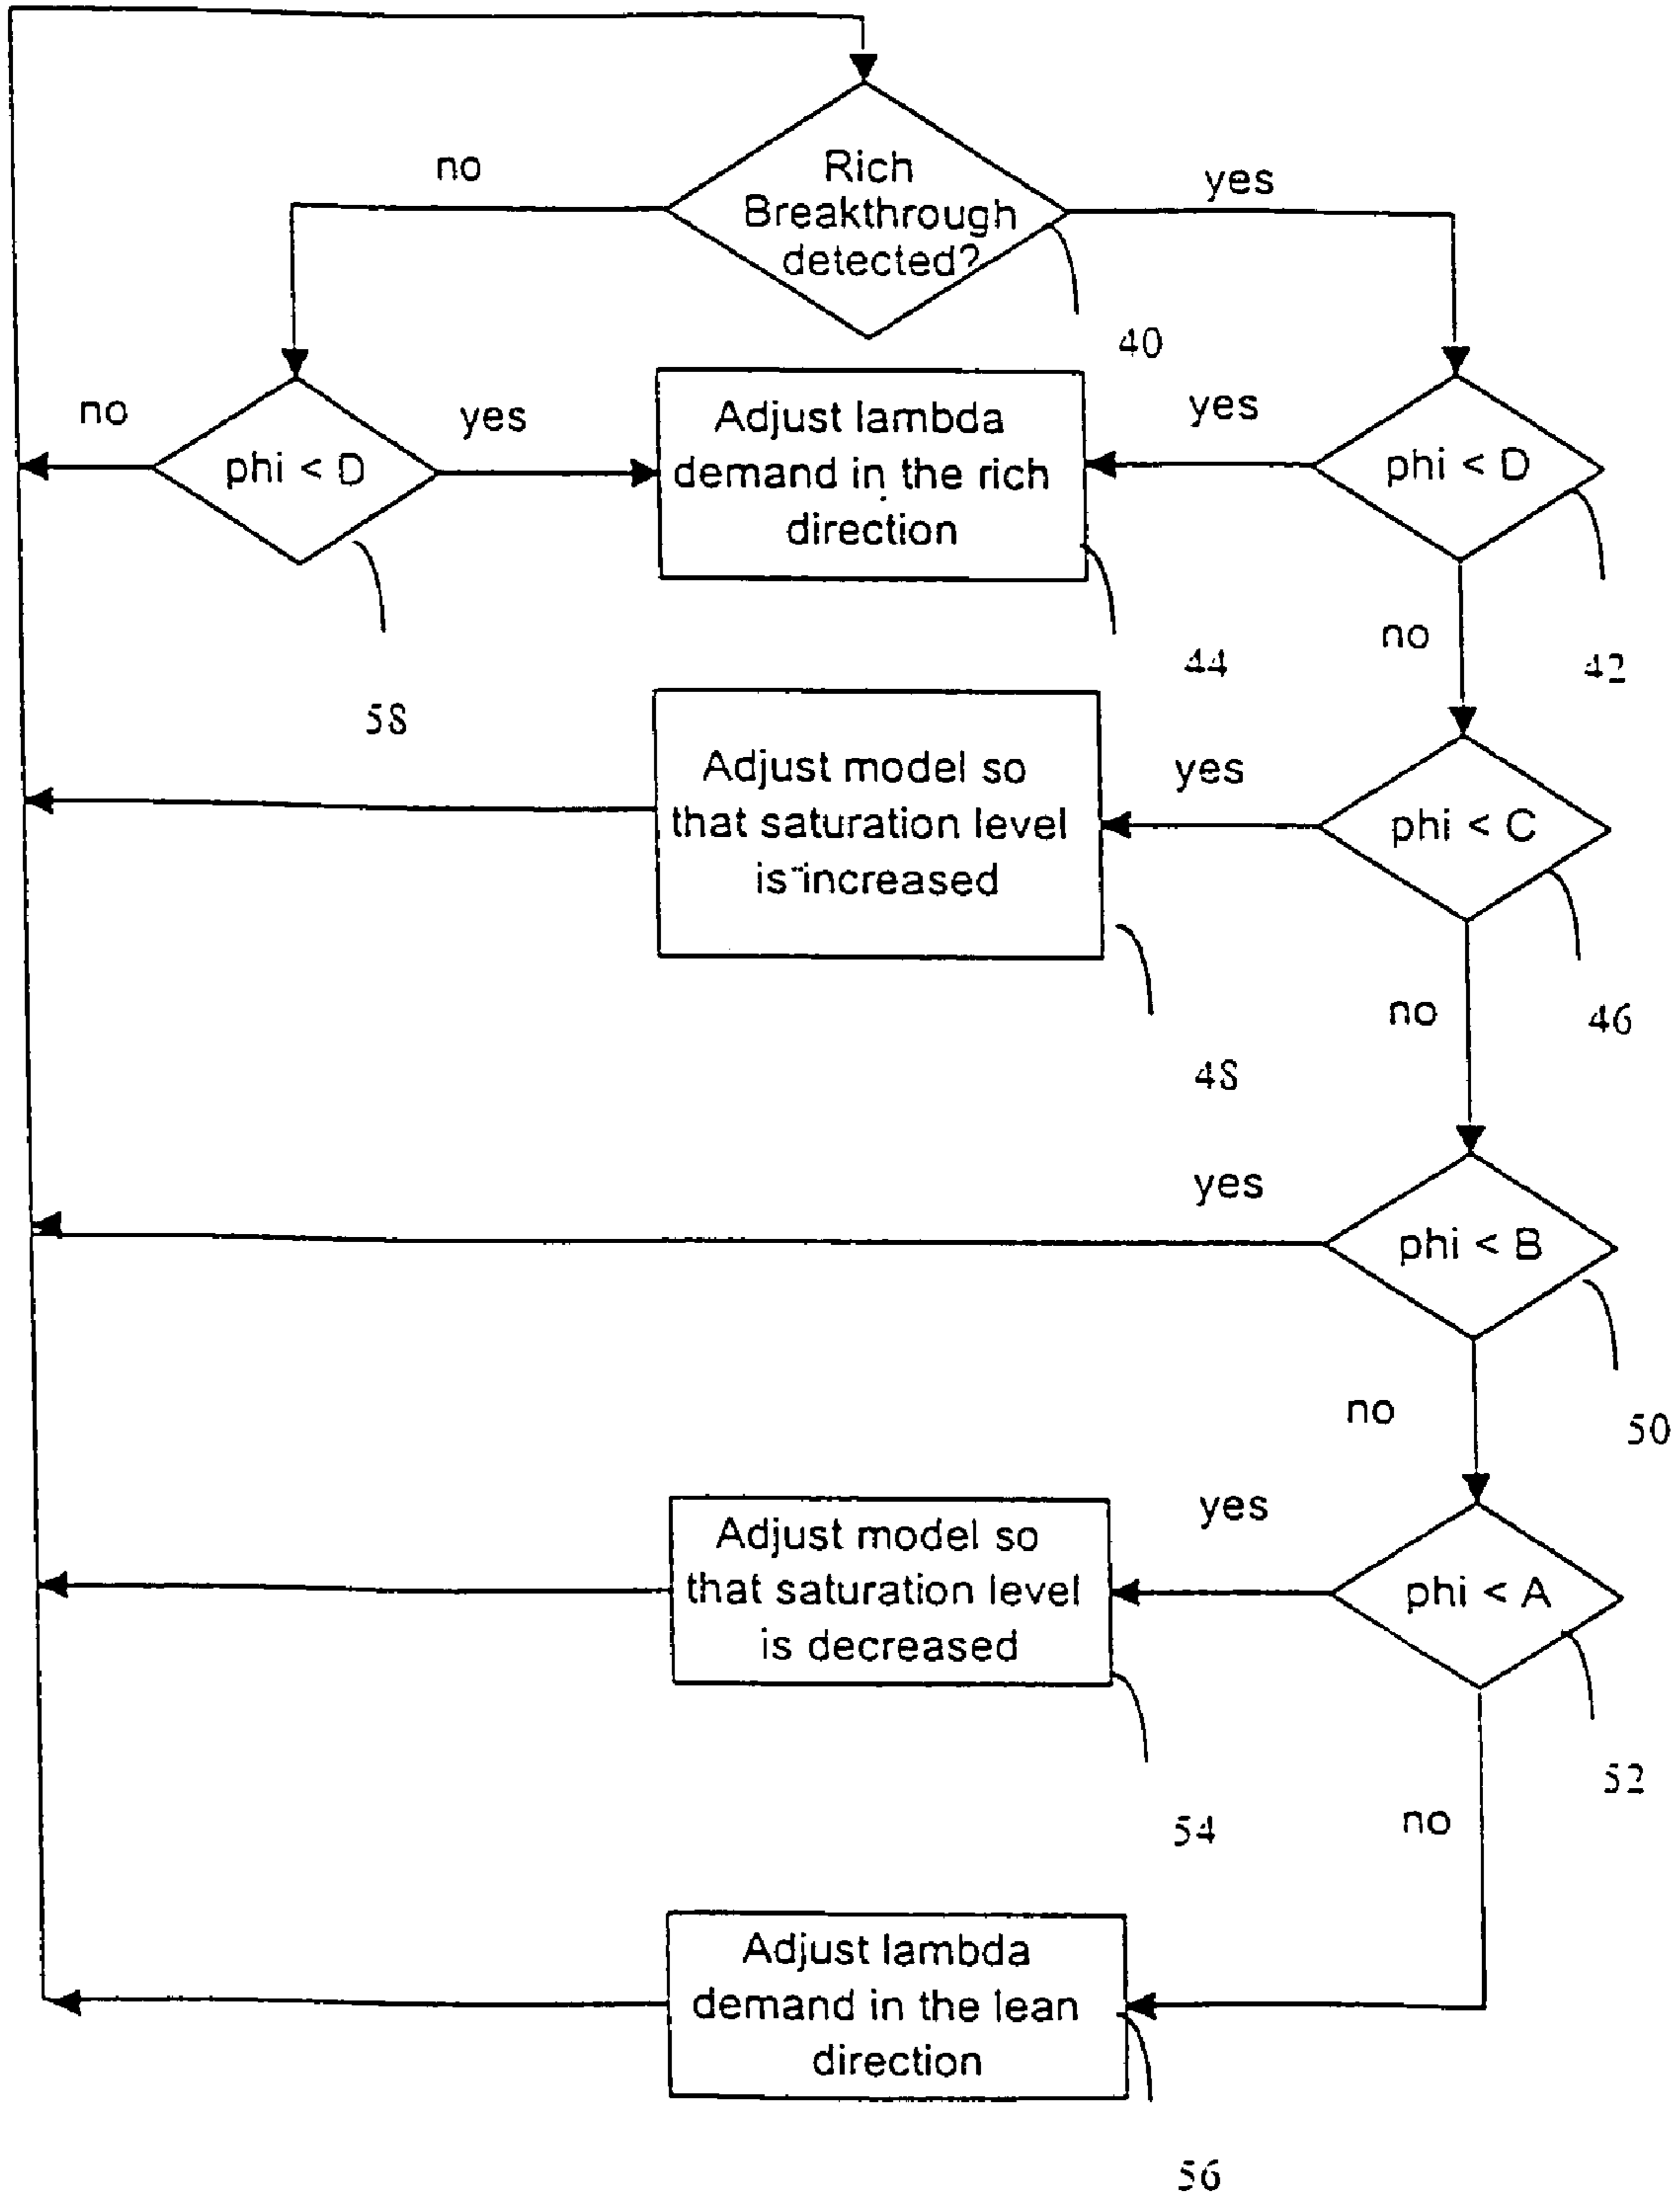 no
Rich
Breakthrough
detected?
yes
40
no
phi < D
yes
Adjust lambda
demand in the rich
direction
yes
phi < D
58
44
no
42
Adjust model so
that saturation level
is increased
yes
phi < C
48
no
46
yes
phi < B
no
50
Adjust model so
that saturation level
is decreased
yes
phi < A
54
no
52
Adjust lambda
demand in the lean
direction
56